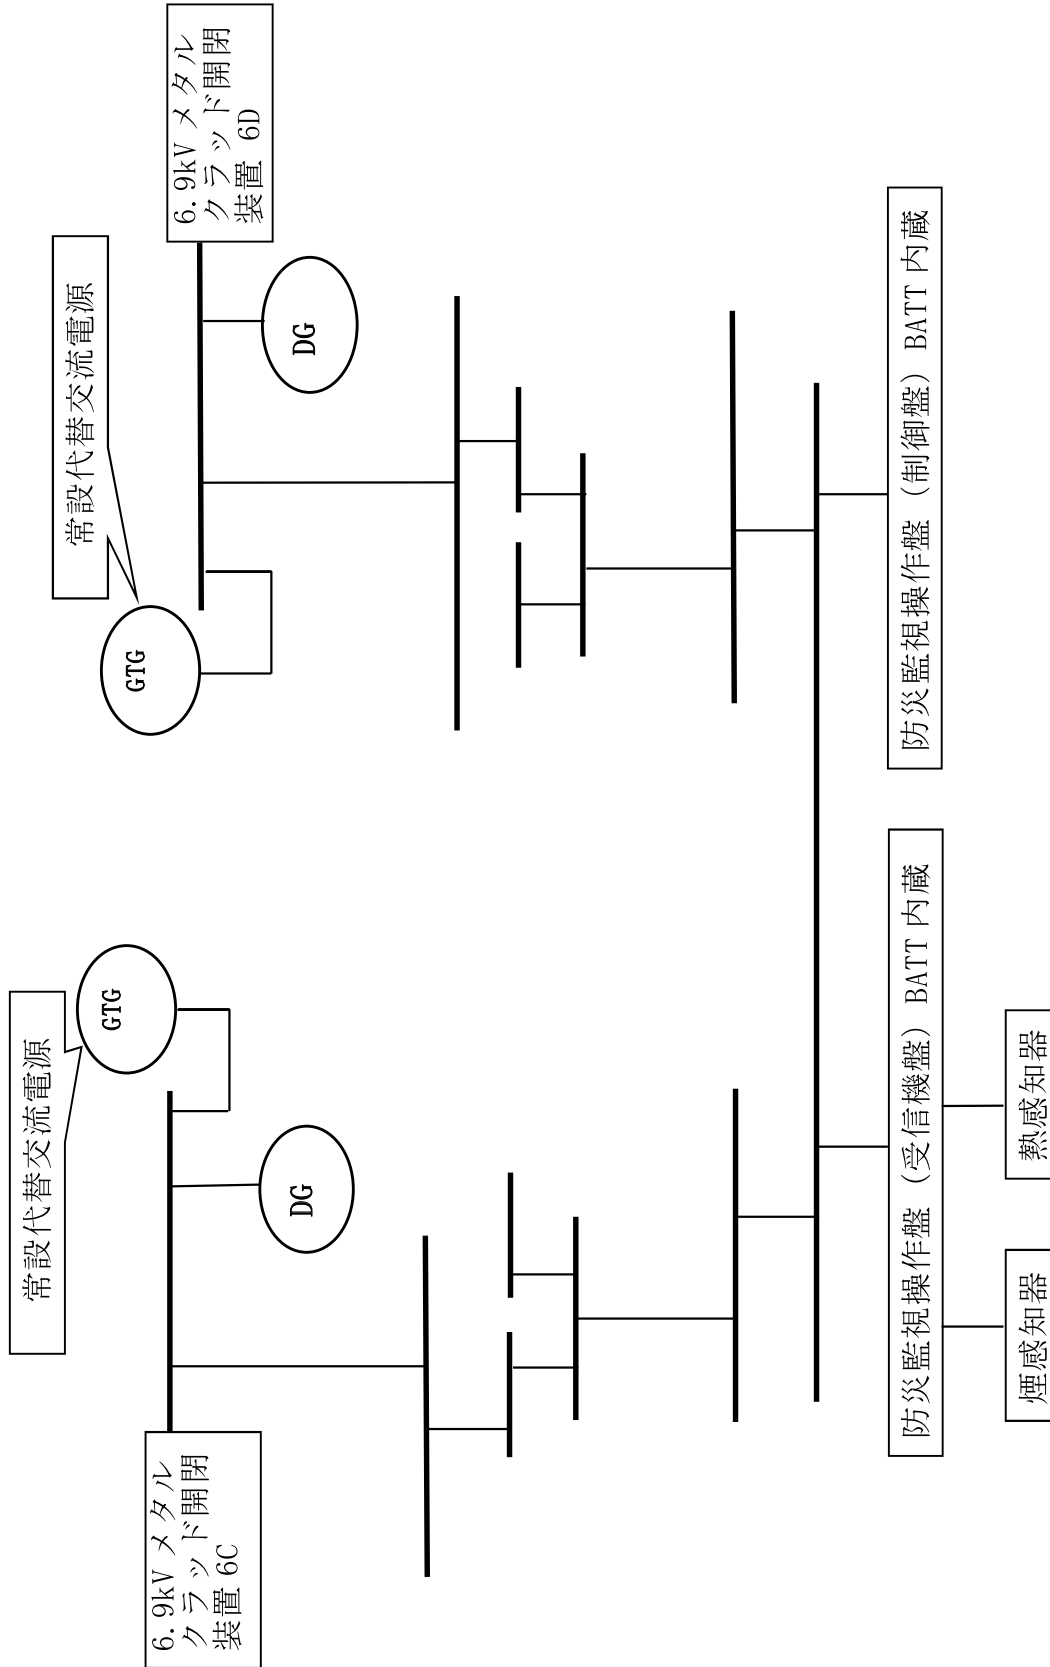 常設代替交流電源
GTG
6.9kV メタル
クラッド開閉
装置 6C
DG
常設代替交流電源
GTG
6.9kV メタル
クラッド開閉
装置 6D
DG
防災監視操作盤（受信機盤）BATT 内蔵
防災監視操作盤（制御盤）BATT 内蔵
煙感知器
熱感知器